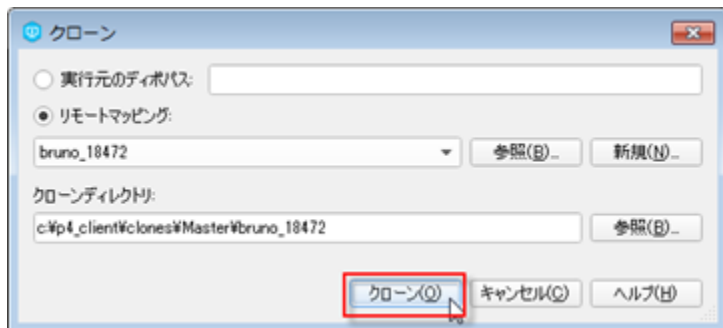 クローン
実行元のディポパス:
リモートマッピング:
bruno_18472
参照(B)...
新規(N)...
クローンディレクトリ:
c:¥p4_client¥clones¥Master¥bruno_18472
参照(B)...
クローン(O)
キャンセル(C)
ヘルプ(H)